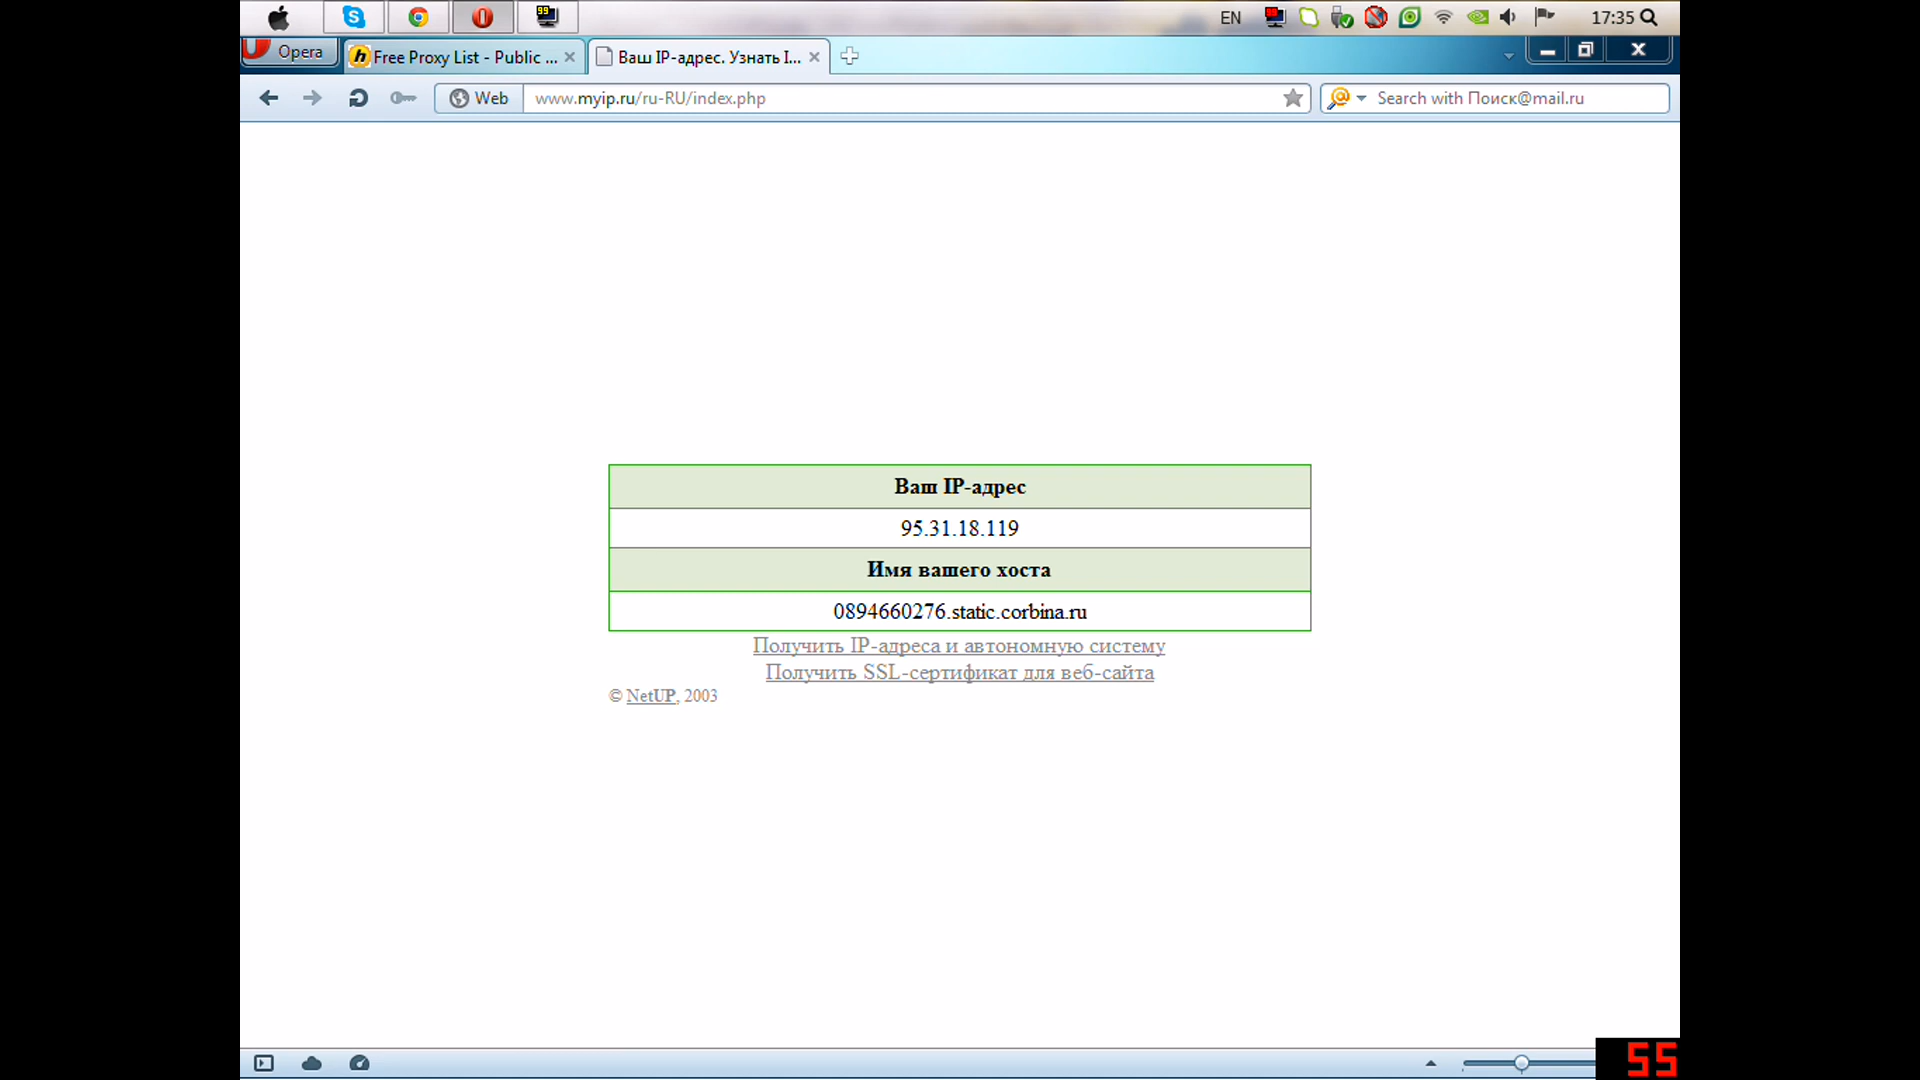 EN
17:35
Opera
Free Proxy List - Public ...
Ваш IP-адрес. Узнать I...
Web
www.myip.ru/ru-RU/index.php
Search with Поиск@mail.ru
Ваш IP-адрес
95.31.18.119
Имя вашего хоста
0894660276.static.corbina.ru
Получить IP-адреса и автономную систему
Получить SSL-сертификат для веб-сайта
© NetUP, 2003
55